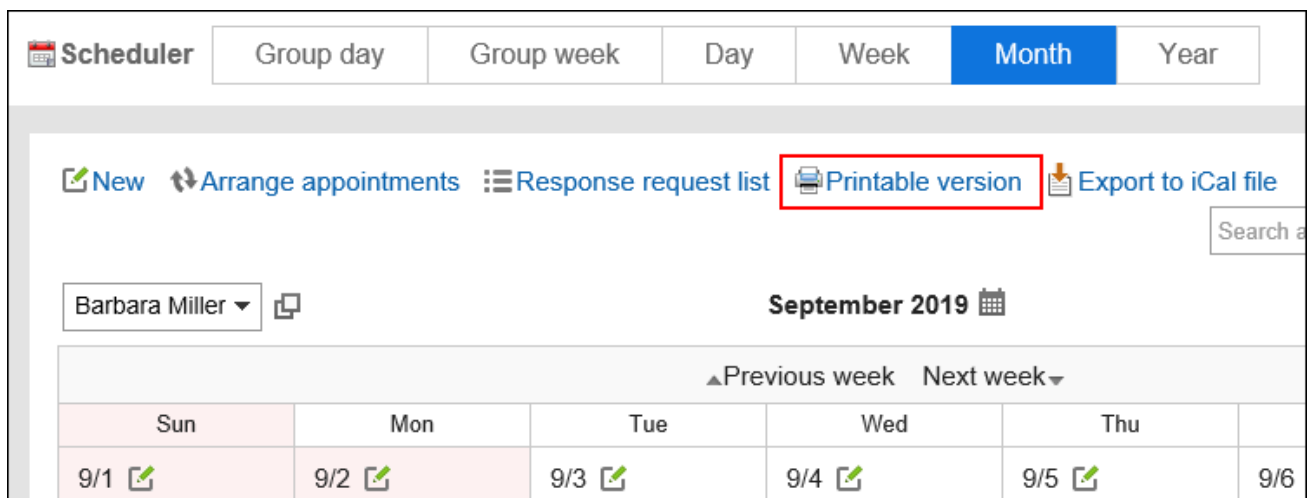 Scheduler Group day Group week Day Week Month Year
New Arrange appointments Response request list Printable version Export to iCal file
Search a
Barbara Miller September 2019
Previous week Next week
Sun Mon Tue Wed Thu
9/1 9/2 9/3 9/4 9/5 9/6